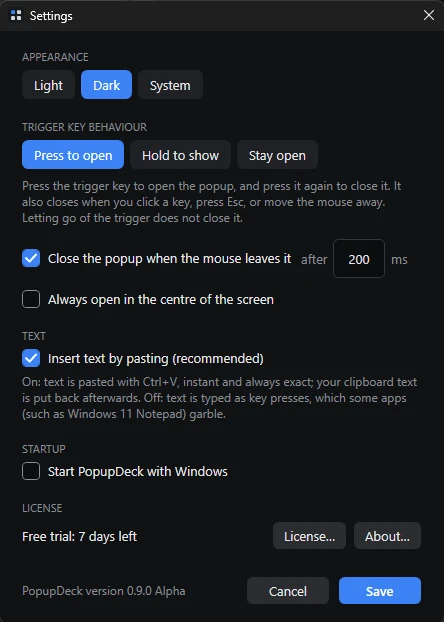 Settings
APPEARANCE
Light Dark System
TRIGGER KEY BEHAVIOUR
Press to open Hold to show Stay open
Press the trigger key to open the popup, and press it again to close it. It
also closes when you click a key, press Esc, or move the mouse away.
Letting go of the trigger does not close it.
Close the popup when the mouse leaves it after 200 ms
Always open in the centre of the screen
TEXT
Insert text by pasting (recommended)
On: text is pasted with Ctrl+V, instant and always exact; your clipboard text
is put back afterwards. Off: text is typed as key presses, which some apps
(such as Windows 11 Notepad) garble.
STARTUP
Start PopupDeck with Windows
LICENSE
Free trial: 7 days left License... About...
PopupDeck version 0.9.0 Alpha Cancel Save